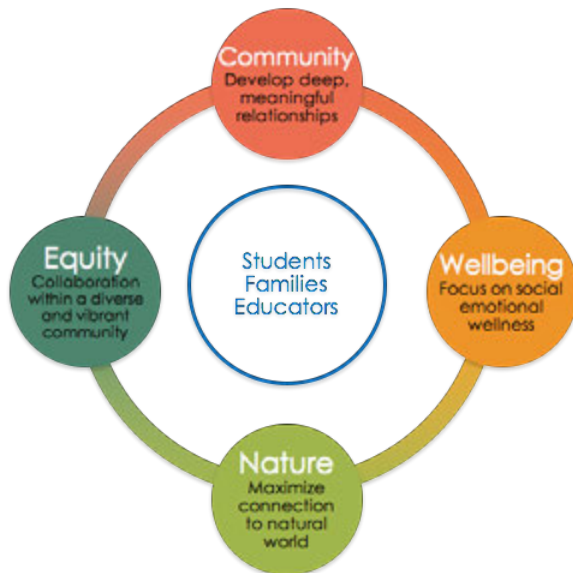 Community
Develop deep,
meaningful
relationships
Equity
Collaboration
within a diverse
and vibrant
community
Students
Families
Educators
Wellbeing
Focus on social
emotional
wellness
Nature
Maximize
connection
to natural
world